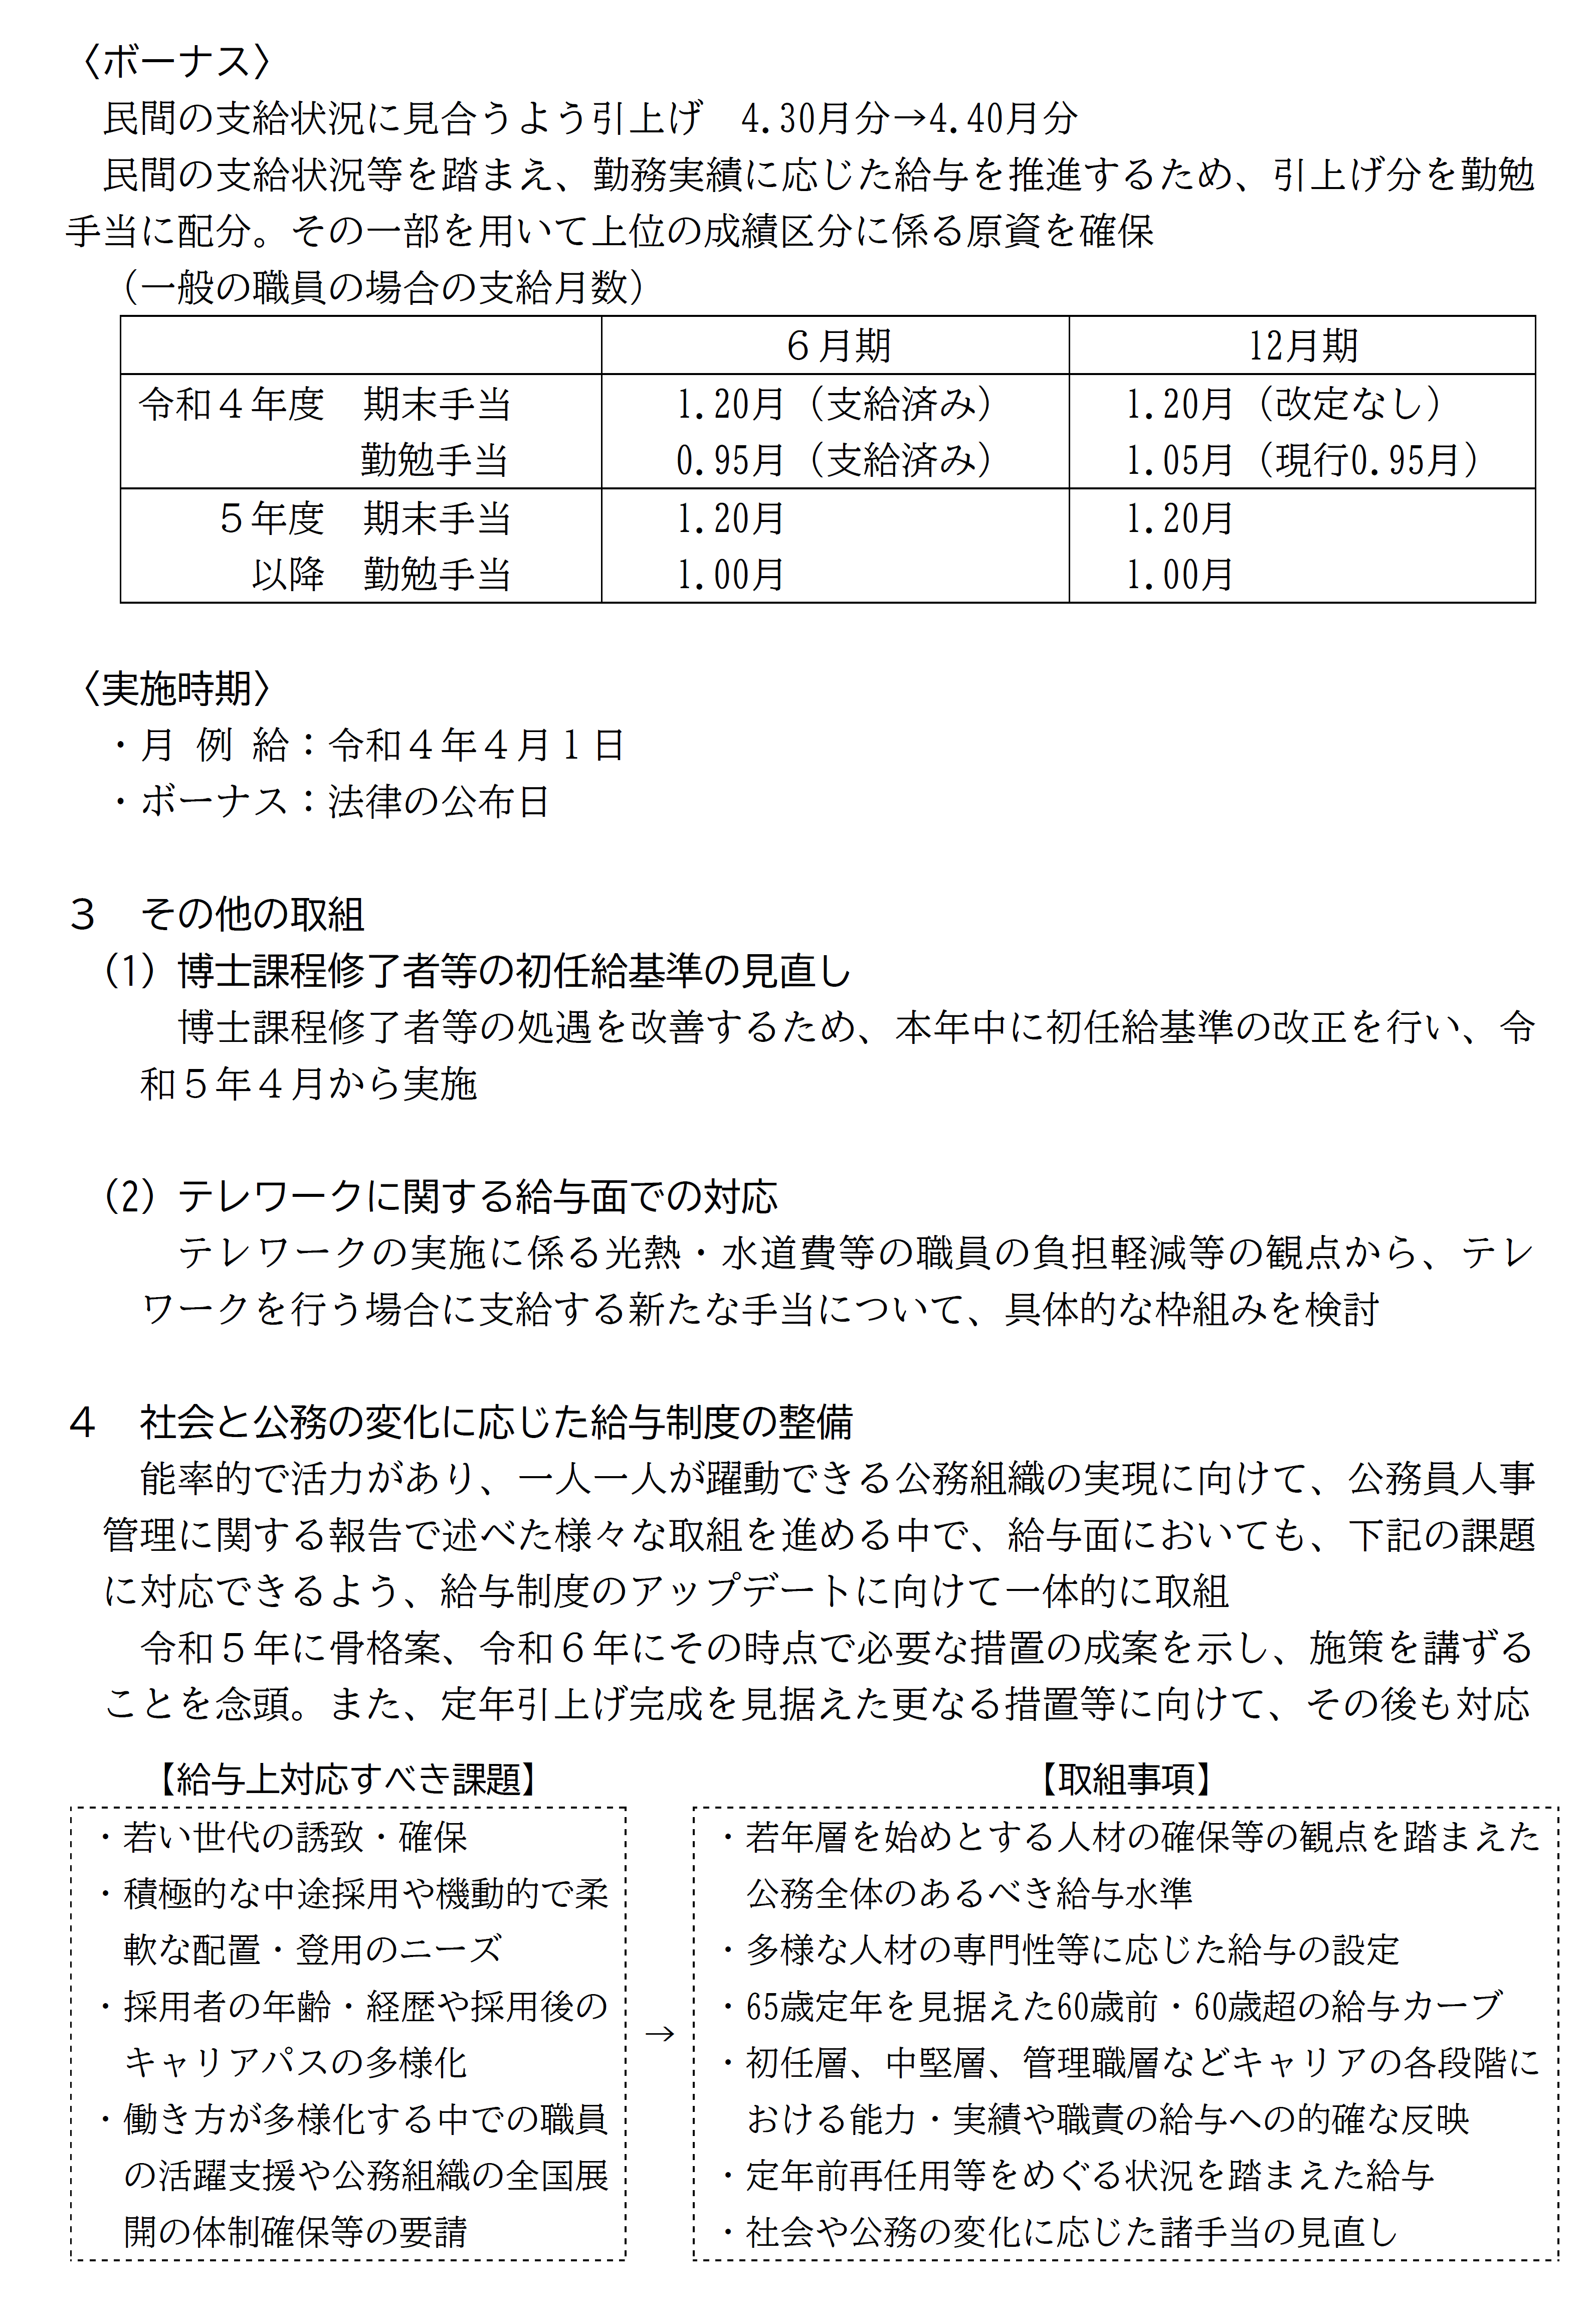 〈ボーナス〉
民間の支給状況に見合うよう引上げ　4.30月分→4.40月分
民間の支給状況等を踏まえ、勤務実績に応じた給与を推進するため、引上げ分を勤勉
手当に配分。その一部を用いて上位の成績区分に係る原資を確保
（一般の職員の場合の支給月数）
６月期　12月期
令和４年度　期末手当　1.20月（支給済み）　1.20月（改定なし）
勤勉手当　0.95月（支給済み）　1.05月（現行0.95月）
５年度　期末手当　1.20月　1.20月
以降　勤勉手当　1.00月　1.00月
〈実施時期〉
・月 例 給：令和４年４月１日
・ボーナス：法律の公布日
３　その他の取組
（1）博士課程修了者等の初任給基準の見直し
博士課程修了者等の処遇を改善するため、本年中に初任給基準の改正を行い、令
和５年４月から実施
（2）テレワークに関する給与面での対応
テレワークの実施に係る光熱・水道費等の職員の負担軽減等の観点から、テレ
ワークを行う場合に支給する新たな手当について、具体的な枠組みを検討
４　社会と公務の変化に応じた給与制度の整備
能率的で活力があり、一人一人が躍動できる公務組織の実現に向けて、公務員人事
管理に関する報告で述べた様々な取組を進める中で、給与面においても、下記の課題
に対応できるよう、給与制度のアップデートに向けて一体的に取組
令和５年に骨格案、令和６年にその時点で必要な措置の成案を示し、施策を講ずる
ことを念頭。また、定年引上げ完成を見据えた更なる措置等に向けて、その後も対応
【給与上対応すべき課題】
・若い世代の誘致・確保
・積極的な中途採用や機動的で柔
軟な配置・登用のニーズ
・採用者の年齢・経歴や採用後の
キャリアパスの多様化
・働き方が多様化する中での職員
の活躍支援や公務組織の全国展
開の体制確保等の要請
→
【取組事項】
・若年層を始めとする人材の確保等の観点を踏まえた
公務全体のあるべき給与水準
・多様な人材の専門性等に応じた給与の設定
・65歳定年を見据えた60歳前・60歳超の給与カーブ
・初任層、中堅層、管理職層などキャリアの各段階に
おける能力・実績や職責の給与への的確な反映
・定年前再任用等をめぐる状況を踏まえた給与
・社会や公務の変化に応じた諸手当の見直し